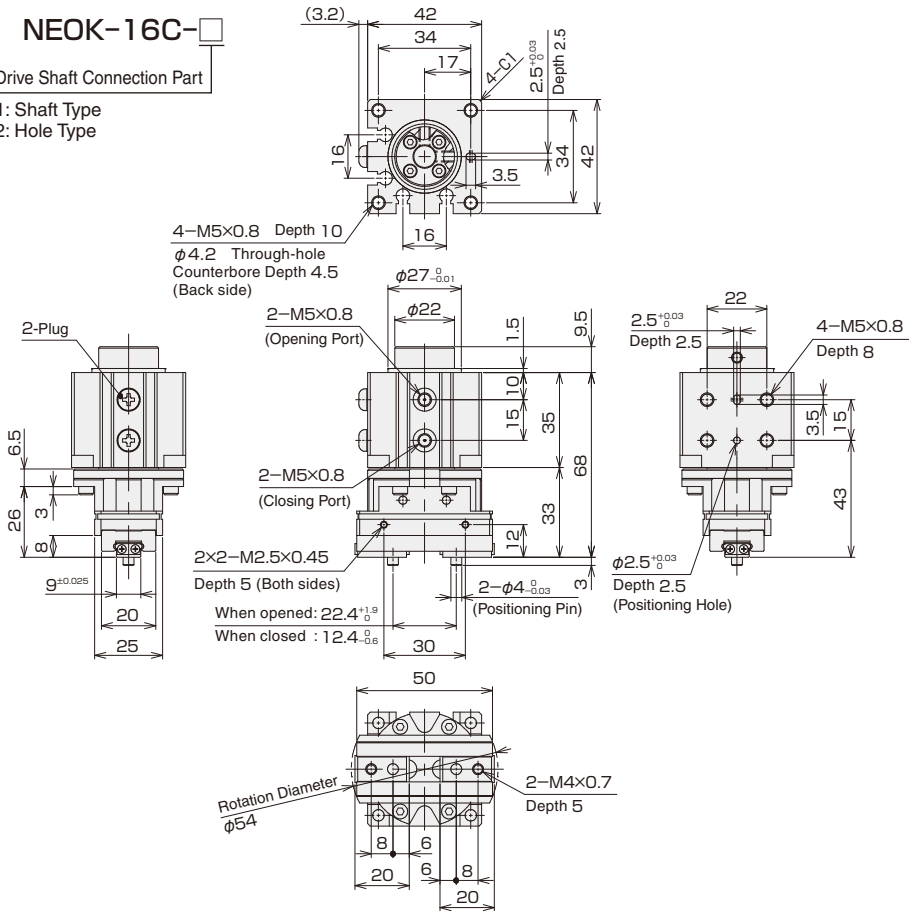 NEOK-16C-□
Drive Shaft Connection Part
1: Shaft Type
2: Hole Type
(3.2)
42
34
17
4-C1
2.5 +0.03 0
Depth 2.5
16
34
42
3.5
16
4-M5×0.8 Depth 10
φ4.2 Through-hole
Counterbore Depth 4.5
(Back side)
2-Plug
6.5
26
3
8
9±0.025
20
25
φ27 0 -0.01
φ22
2-M5×0.8
(Opening Port)
1.5
9.5
10
15
35
68
33
12
3
2-M5×0.8
(Closing Port)
2×2-M2.5×0.45
Depth 5 (Both sides)
When opened: 22.4 +1.9 0
When closed : 12.4 0 -0.6
30
2-φ4 0 -0.03
(Positioning Pin)
22
2.5 +0.03 0
Depth 2.5
4-M5×0.8
Depth 8
3.5
15
43
φ2.5 +0.03 0
Depth 2.5
(Positioning Hole)
50
Rotation Diameter
φ54
2-M4×0.7
Depth 5
8
6
20
6
8
20